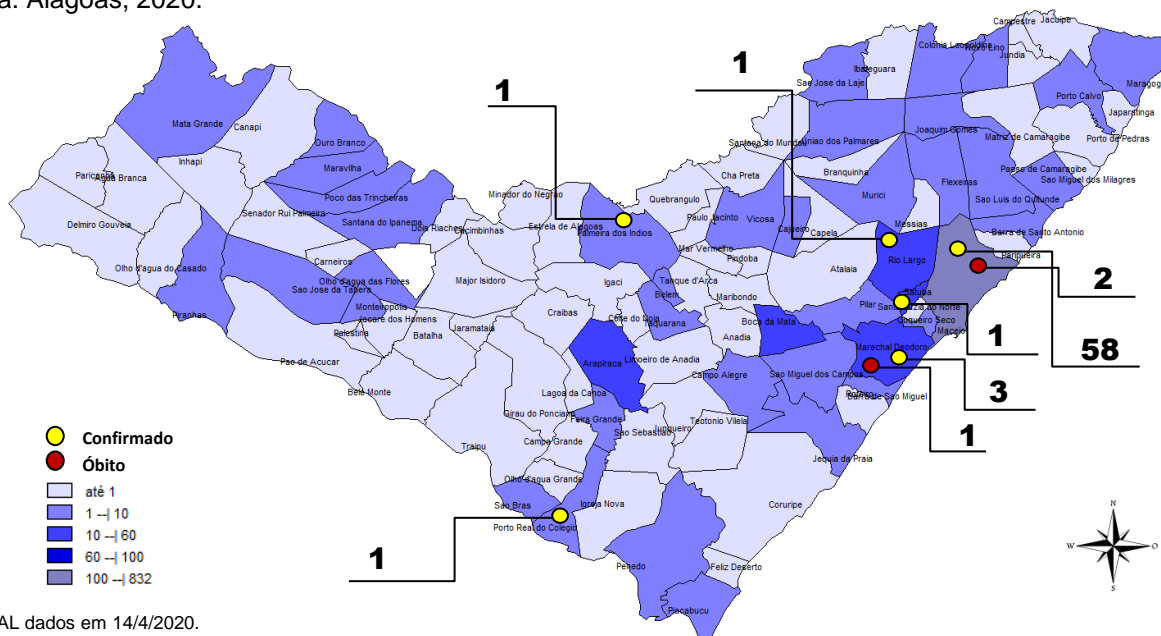 a. Alagoas, 2020.
Campestre
Jacuipe
Colonia Leopoldina
Novo Lino
Jundia
Ibateguara
Sao Jose da Laje
Maragog
Porto Calvo
Japaratinga
1
1
Mata Grande
Canapi
Ouro Branco
Joaquim Gomes
Matriz de Camaragibe
Porto de Pedras
Santana do Mundau
Uniao dos Palmares
Maravilha
Inhapi
Cha Preta
Branquinha
Passo de Camaragibe
Pariconha
Agua Branca
Flexeiras
Sao Miguel dos Milagres
Poco das Trincheiras
Minador do Negrao
Quebrangulo
Murici
Sao Luis do Quitunde
Senador Rui Palmeira
Santana do Ipanema
Paulo Jacinto
Vicosa
Delmiro Gouveia
Dois Riachos
Cacimbinhas
Estrela de Alagoas
Palmeira dos Indios
Cajueiro
Capela
Messias
Barra de Santo Antonio
Mar Vermelho
Paripueira
Carneiros
Pindoba
Rio Largo
Olho d'agua do Casado
Atalaia
Olho d'agua das Flores
Major Isidoro
Igaci
Tanque d'Arca
2
Sao Jose da Tapera
Belem
Maribondo
Satuba
Monteiropolis
Pilar
Santa Luzia do Norte
Piranhas
Craibas
Coite do Noia
Boca da Mata
Jacare dos Homens
Taquarana
Coqueiro Seco
Palestina
Jaramataia
Maceio
Batalha
Anadia
1
Marechal Deodoro
58
Pao de Acucar
Arapiraca
Limoeiro de Anadia
Campo Alegre
Sao Miguel dos Campos
Belo Monte
Lagoa da Canoa
Roteiro
Barra de Sao Miguel
3
Girau do Ponciano
Feira Grande
Teotonio Vilela
Sao Sebastiao
Junqueiro
Confirmado
Traipu
Campo Grande
1
Jequia da Praia
Óbito
Olho d'agua Grande
até 1
Sao Bras
Igreja Nova
Coruripe
1 --| 10
Porto Real do Colegio
10 --| 60
N
1
W
O
60 --| 100
Penedo
Feliz Deserto
100 --| 832
S
Piacabucu
AL dados em 14/4/2020.